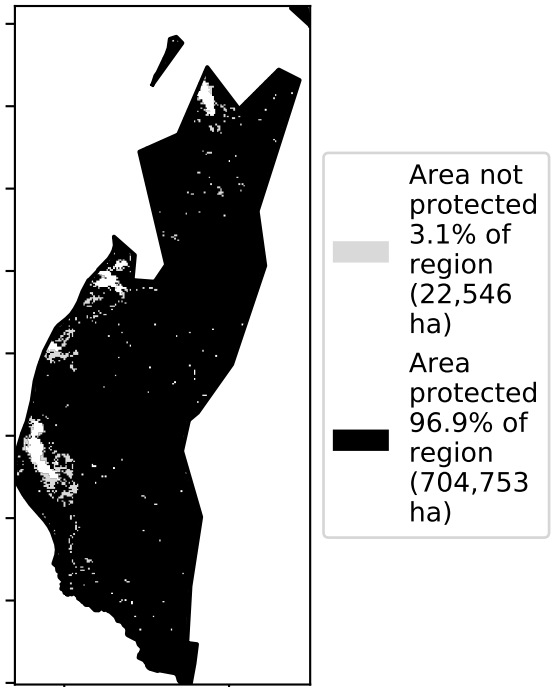 Area not
protected
3.1% of
region
(22,546
ha)
Area
protected
96.9% of
region
(704,753
ha)